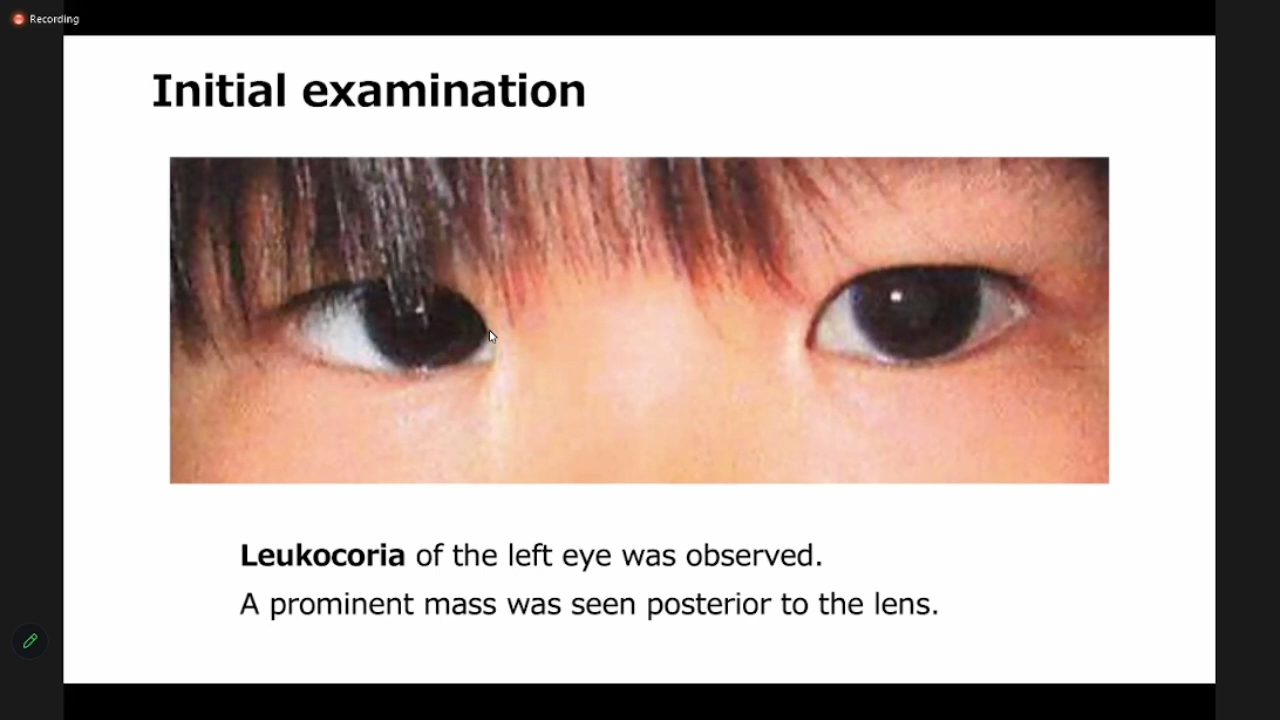 Recording
Initial examination
Leukocoria of the left eye was observed.
A prominent mass was seen posterior to the lens.